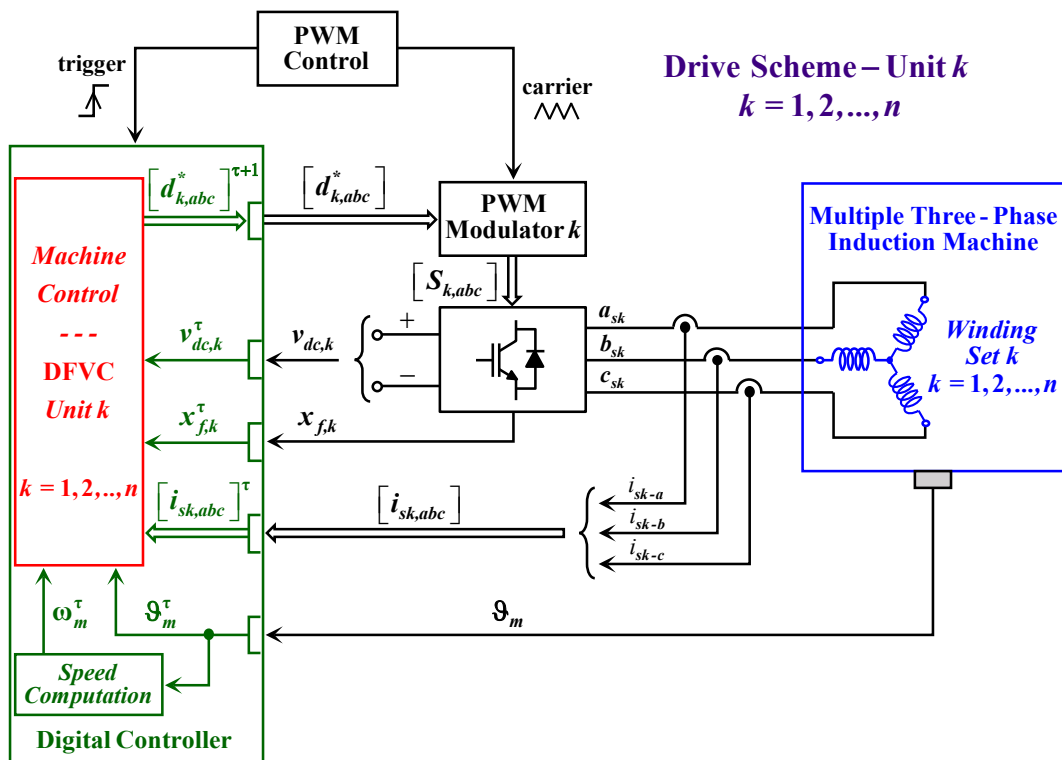 PWM
Control
trigger
carrier
Drive Scheme – Unit k
k = 1, 2, ..., n
[d*k,abc]τ+1
[d*k,abc]
PWM
Modulator k
[Sk,abc]
Machine
Control
- - -
DFVC
Unit k
k = 1, 2, .., n
vτdc,k
vdc,k
+
−
xτf,k
xf,k
[isk,abc]τ
[isk,abc]
ask
bsk
csk
isk-a
isk-b
isk-c
Multiple Three - Phase
Induction Machine
Winding
Set k
k = 1, 2, ..., n
ωτm
ϑτm
ϑm
Speed
Computation
Digital Controller